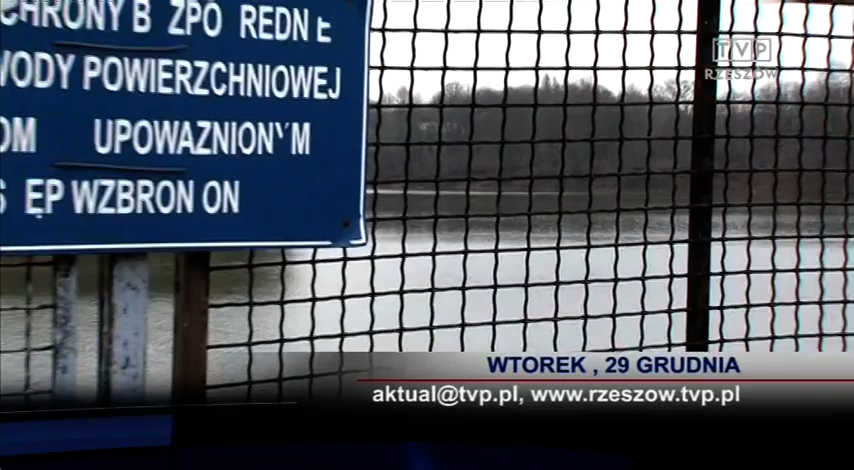 CHRONY B ZPO REDN E
WODY POWIERZCHNIOWEJ
OM UPOWAZNIONY M
S ĘP WZBRON ON
TVP
RZESZÓW
WTOREK , 29 GRUDNIA
aktual@tvp.pl, www.rzeszow.tvp.pl